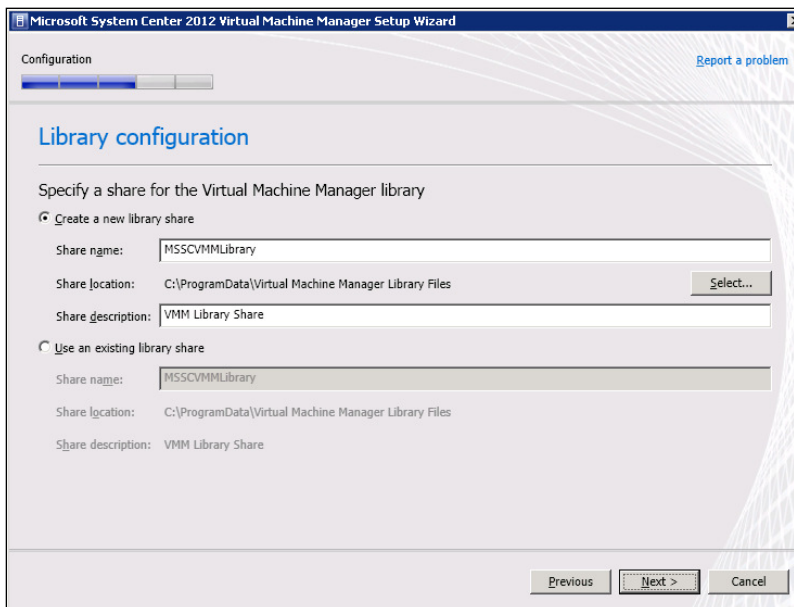 Microsoft System Center 2012 Virtual Machine Manager Setup Wizard
Configuration
Report a problem
Library configuration
Specify a share for the Virtual Machine Manager library
Create a new library share
Share name: MSSCVMMLibrary
Share location: C:\ProgramData\Virtual Machine Manager Library Files Select...
Share description: VMM Library Share
Use an existing library share
Share name: MSSCVMMLibrary
Share location: C:\ProgramData\Virtual Machine Manager Library Files
Share description: VMM Library Share
Previous Next > Cancel